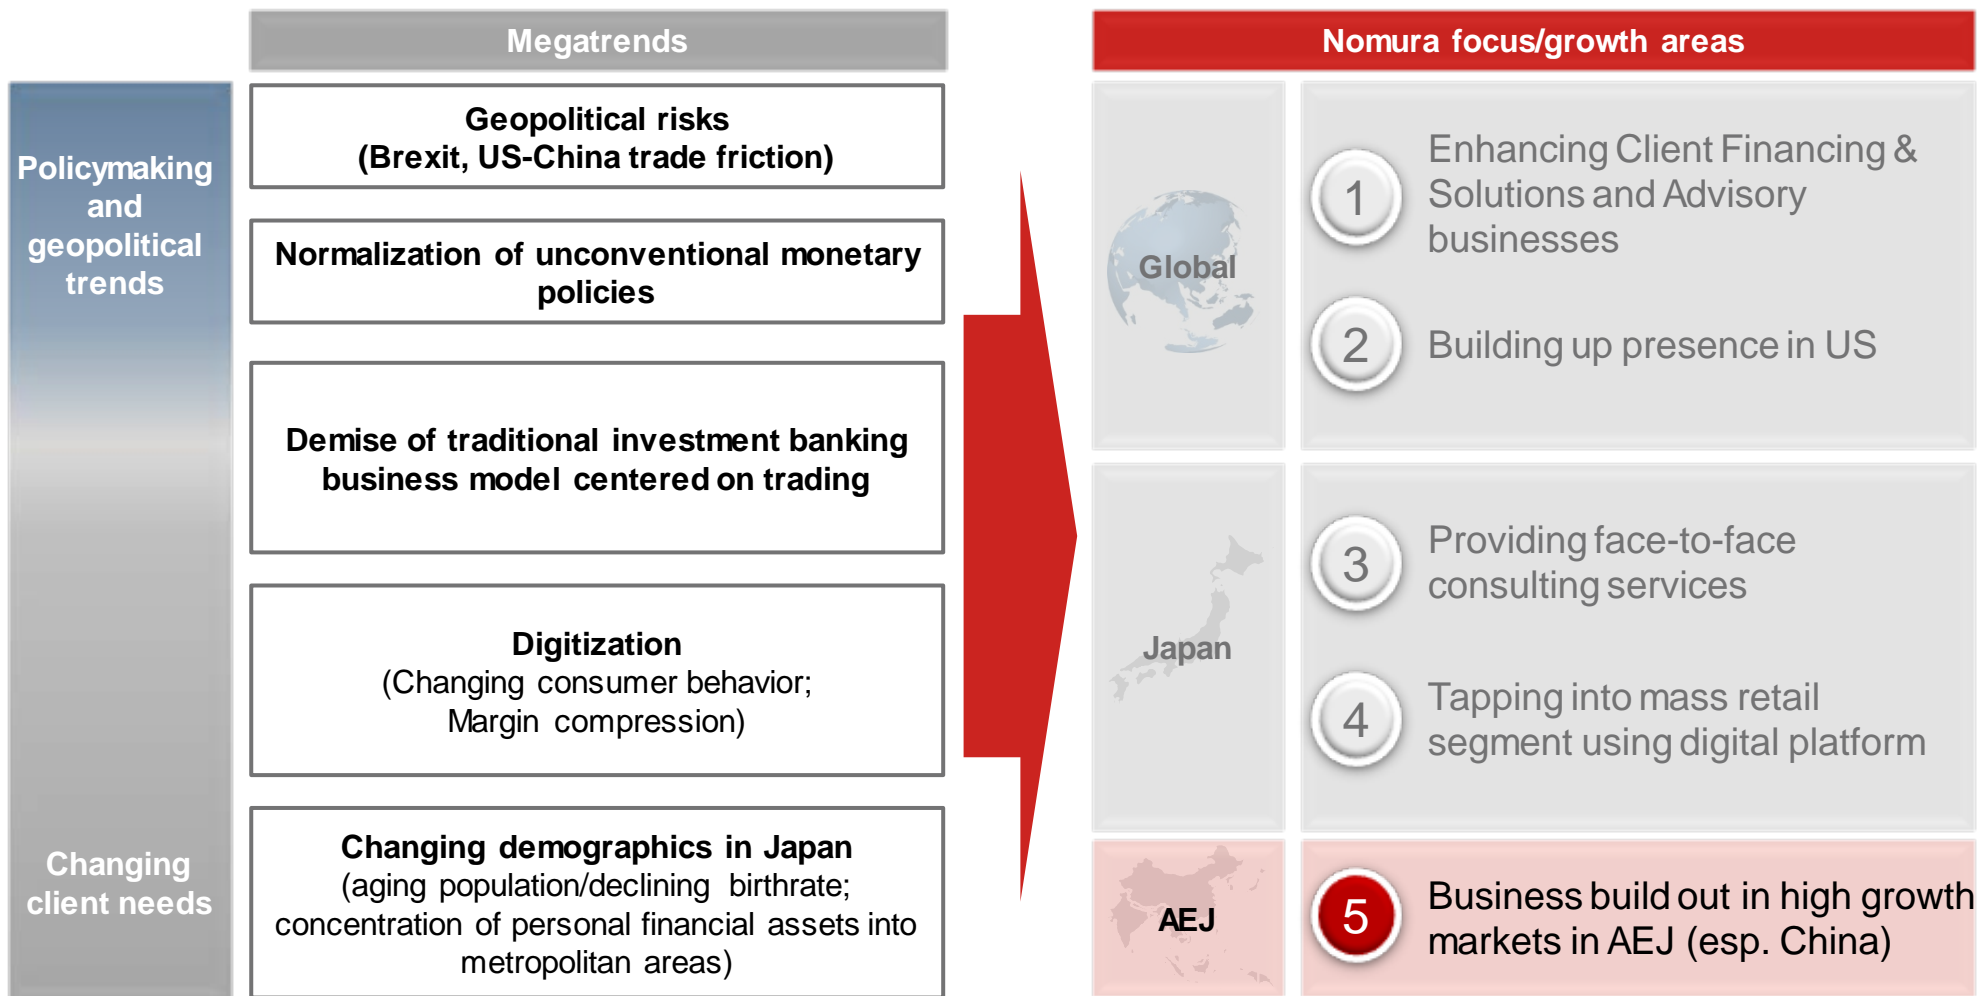 Megatrends
Policymaking
and
geopolitical
trends
Changing
client needs
Geopolitical risks
(Brexit, US-China trade friction)
Normalization of unconventional monetary
policies
Demise of traditional investment banking
business model centered on trading
Digitization
(Changing consumer behavior;
Margin compression)
Changing demographics in Japan
(aging population/declining birthrate;
concentration of personal financial assets into
metropolitan areas)
Nomura focus/growth areas
Global
1
Enhancing Client Financing &
Solutions and Advisory
businesses
2
Building up presence in US
Japan
3
Providing face-to-face
consulting services
4
Tapping into mass retail
segment using digital platform
AEJ
5
Business build out in high growth
markets in AEJ (esp. China)